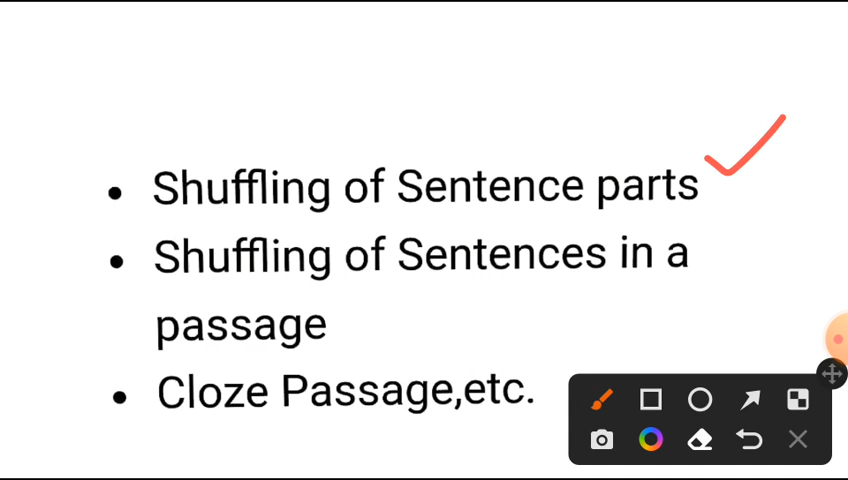 • Shuffling of Sentence parts
• Shuffling of Sentences in a
passage
• Cloze Passage,etc.